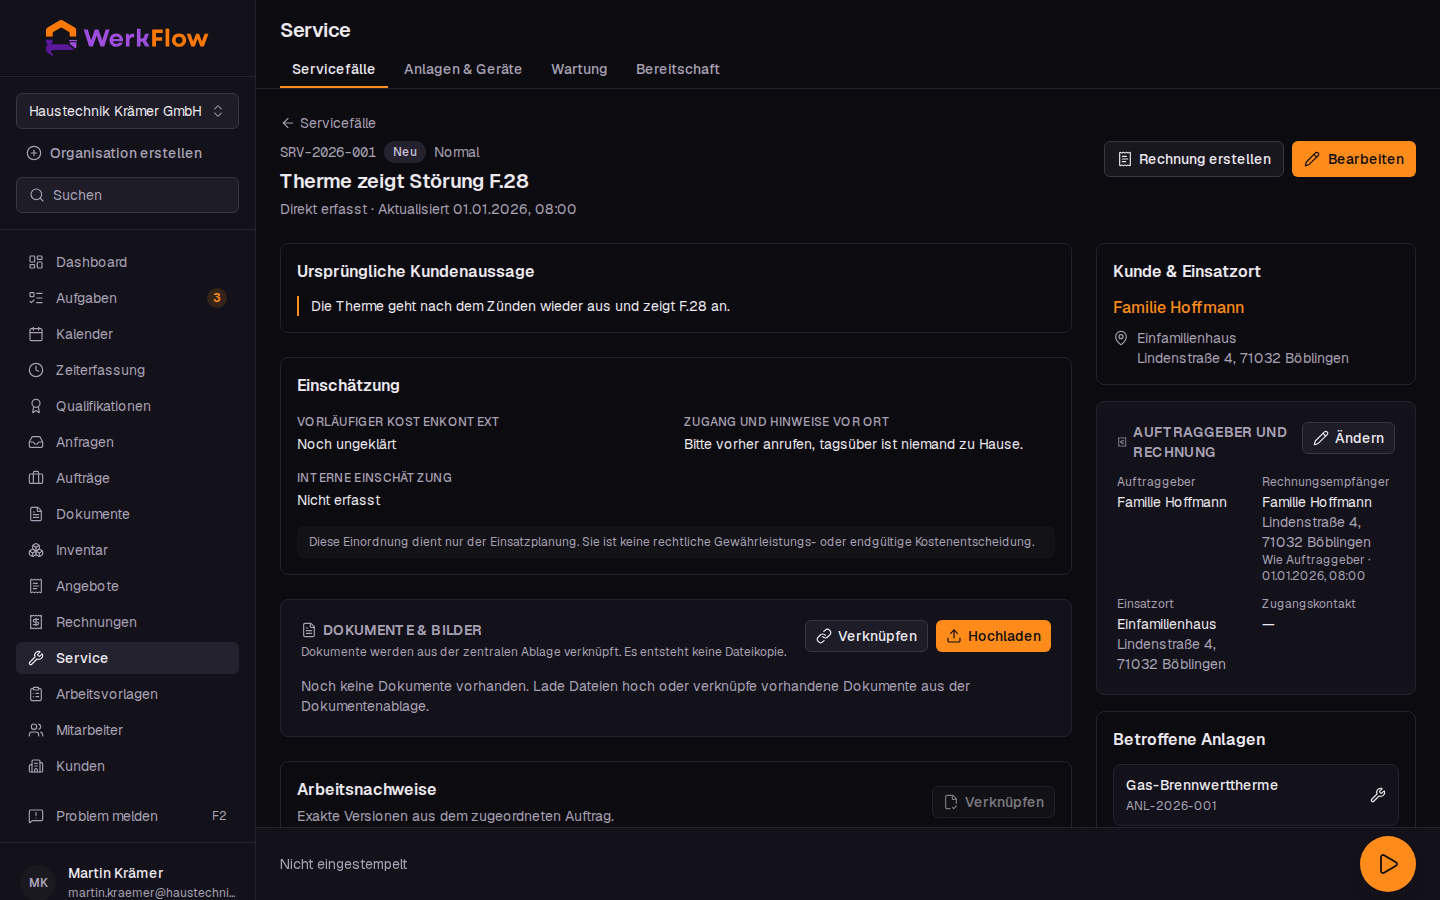 WerkFlow
Haustechnik Krämer GmbH
Organisation erstellen
Suchen
Dashboard
Aufgaben 3
Kalender
Zeiterfassung
Qualifikationen
Anfragen
Aufträge
Dokumente
Inventar
Angebote
Rechnungen
Service
Arbeitsvorlagen
Mitarbeiter
Kunden
Problem melden F2
MK
Martin Krämer
martin.kraemer@haustechni…
Service
Servicefälle Anlagen & Geräte Wartung Bereitschaft
Servicefälle
SRV-2026-001 Neu Normal
Therme zeigt Störung F.28
Direkt erfasst · Aktualisiert 01.01.2026, 08:00
Rechnung erstellen Bearbeiten
Ursprüngliche Kundenaussage
Die Therme geht nach dem Zünden wieder aus und zeigt F.28 an.
Einschätzung
VORLÄUFIGER KOSTENKONTEXT
Noch ungeklärt
ZUGANG UND HINWEISE VOR ORT
Bitte vorher anrufen, tagsüber ist niemand zu Hause.
INTERNE EINSCHÄTZUNG
Nicht erfasst
Diese Einordnung dient nur der Einsatzplanung. Sie ist keine rechtliche Gewährleistungs- oder endgültige Kostenentscheidung.
DOKUMENTE & BILDER
Dokumente werden aus der zentralen Ablage verknüpft. Es entsteht keine Dateikopie.
Verknüpfen Hochladen
Noch keine Dokumente vorhanden. Lade Dateien hoch oder verknüpfe vorhandene Dokumente aus der
Dokumentenablage.
Arbeitsnachweise
Exakte Versionen aus dem zugeordneten Auftrag.
Verknüpfen
Kunde & Einsatzort
Familie Hoffmann
Einfamilienhaus
Lindenstraße 4, 71032 Böblingen
AUFTRAGGEBER UND
RECHNUNG
Ändern
Auftraggeber
Familie Hoffmann
Rechnungsempfänger
Familie Hoffmann
Lindenstraße 4,
71032 Böblingen
Wie Auftraggeber ·
01.01.2026, 08:00
Einsatzort
Einfamilienhaus
Lindenstraße 4,
71032 Böblingen
Zugangskontakt
—
Betroffene Anlagen
Gas-Brennwerttherme
ANL-2026-001
Nicht eingestempelt